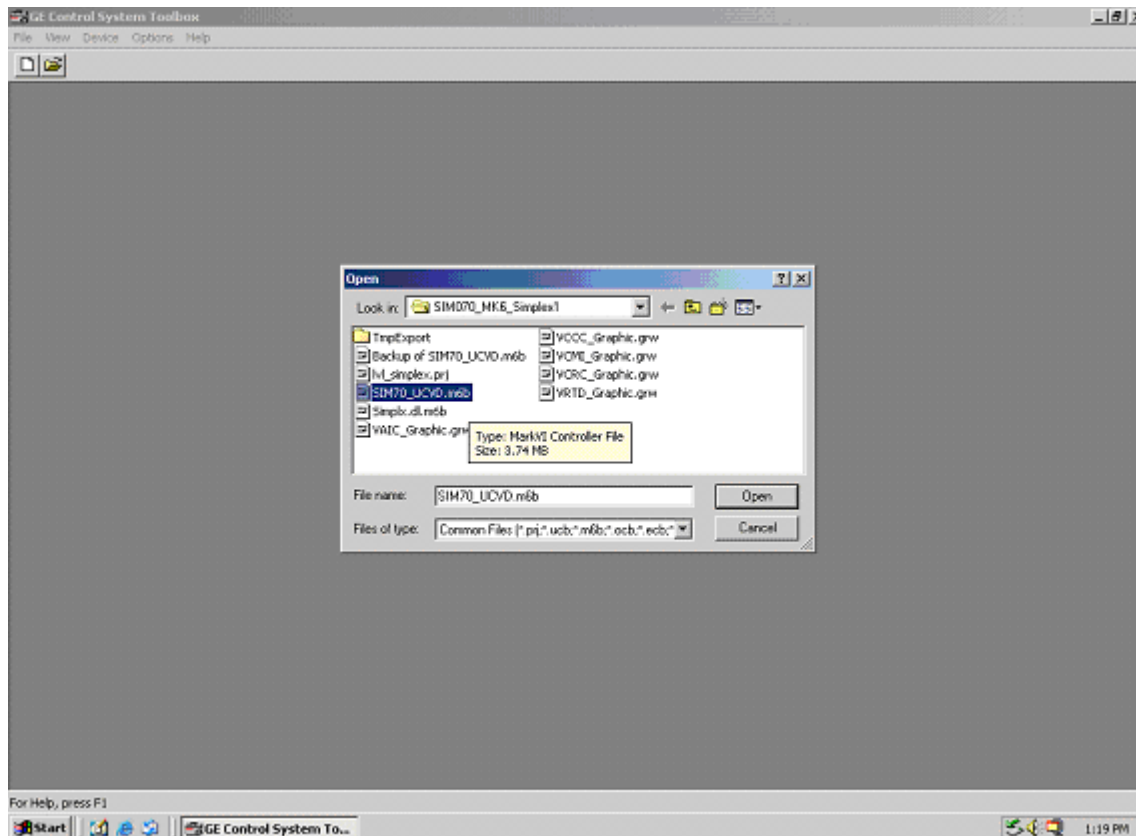 GE Control System Toolbox
File View Device Options Help
Open
Look in: SIM070_MK6_Simplex1
TmpExport
Backup of SIM70_UCVD.m6b
lvl_simplex.prj
SIM70_UCVD.m6b
Simplx.dl.m6b
VAIC_Graphic.grw
VCCC_Graphic.grw
VCMI_Graphic.grw
VCRC_Graphic.grw
VRTD_Graphic.grw
Type: MarkVI Controller File
Size: 3.74 MB
File name: SIM70_UCVD.m6b
Open
Files of type: Common Files (*.prj;*.ucb;*.m6b;*.ocb;*.ecb;*
Cancel
For Help, press F1
Start
GE Control System To...
1:19 PM